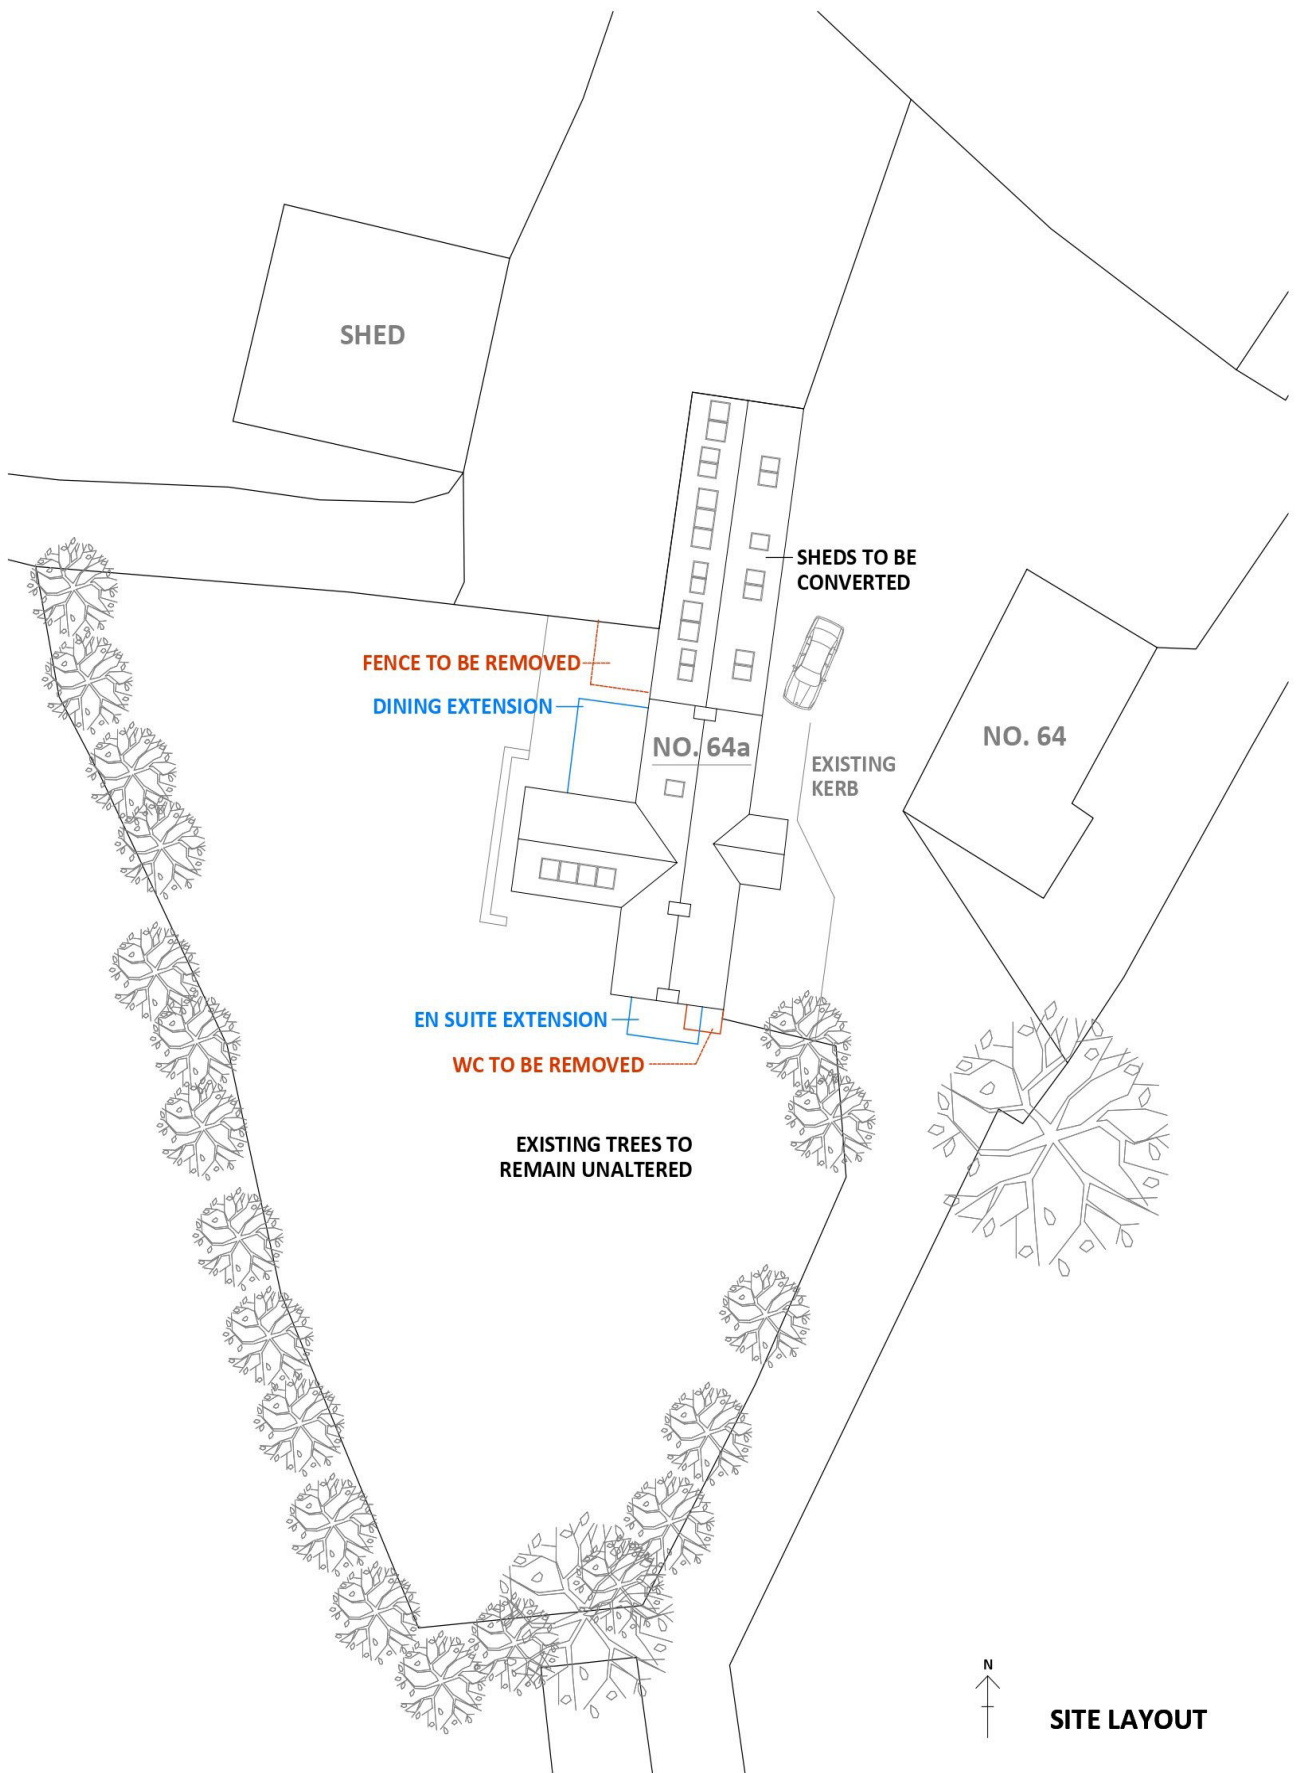 SHED
SHEDS TO BE
CONVERTED
FENCE TO BE REMOVED
DINING EXTENSION
NO. 64a
NO. 64
EXISTING
KERB
EN SUITE EXTENSION
WC TO BE REMOVED
EXISTING TREES TO
REMAIN UNALTERED
N
SITE LAYOUT